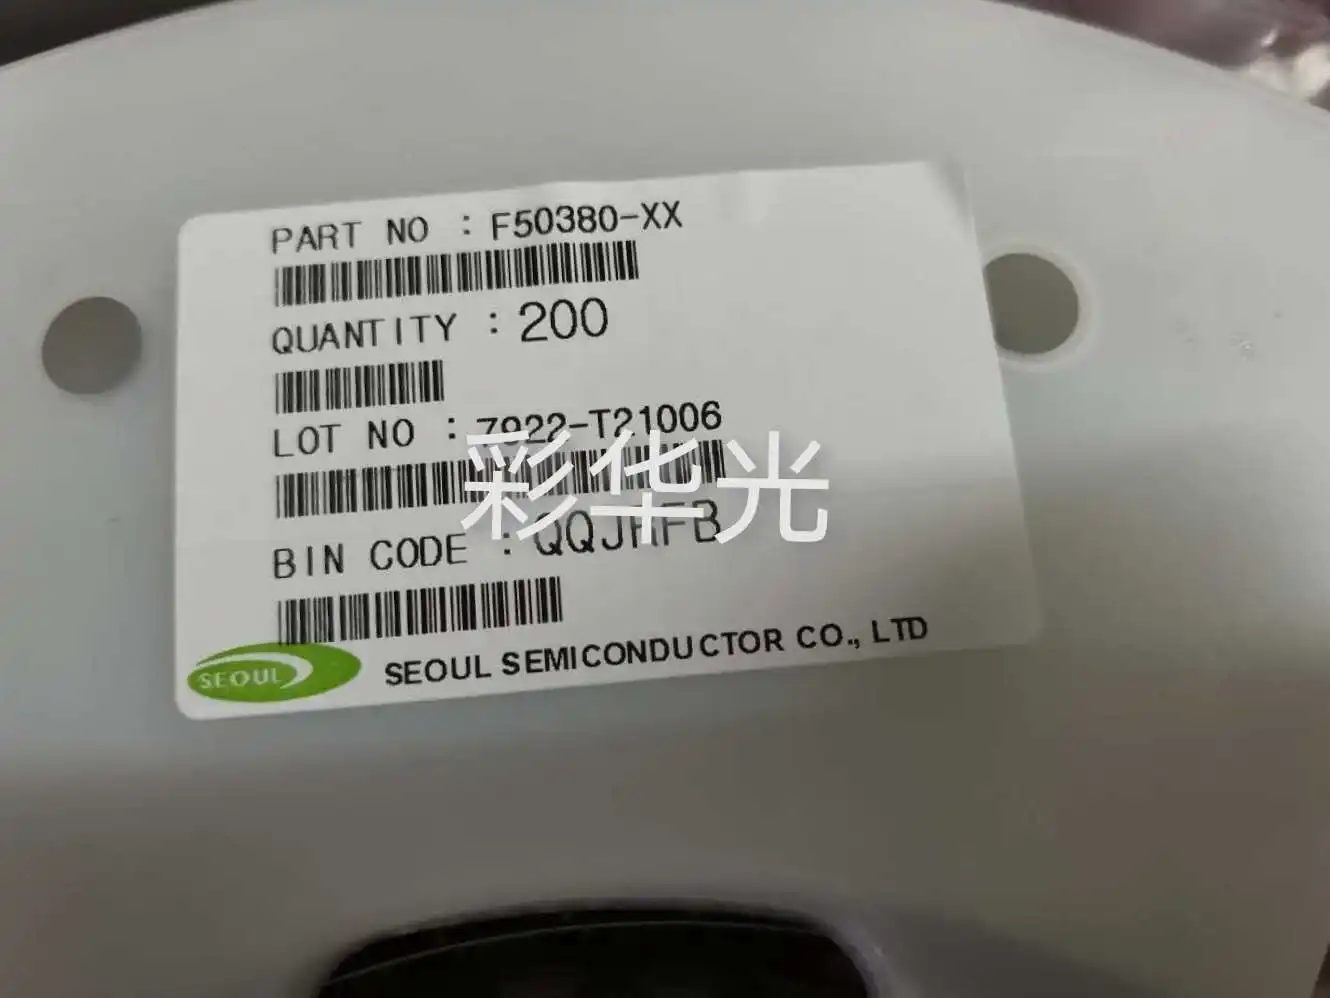 PART NO : F50380-XX
QUANTITY : 200
LOT NO : 7922-T21006
彩华光
BIN CODE : QQJRFB
SEOUL
SEOUL SEMICONDUCTOR CO., LTD